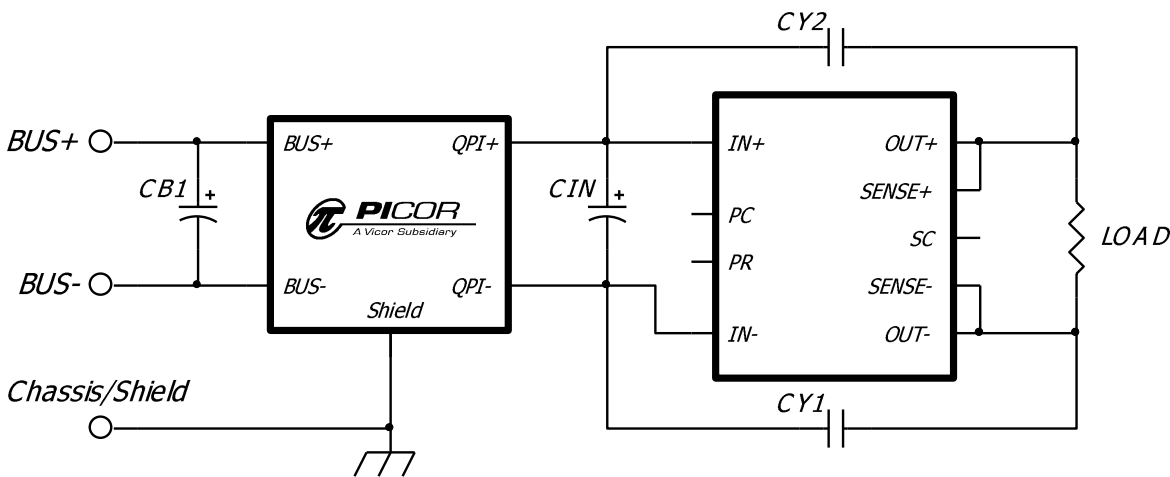 CY2
BUS+
BUS+
QPI+
IN+
OUT+
CB1
+
CIN
+
SENSE+
PICOR
A Vicor Subsidiary
PC
SC
LOAD
PR
BUS-
BUS-
QPI-
SENSE-
Shield
IN-
OUT-
Chassis/Shield
CY1